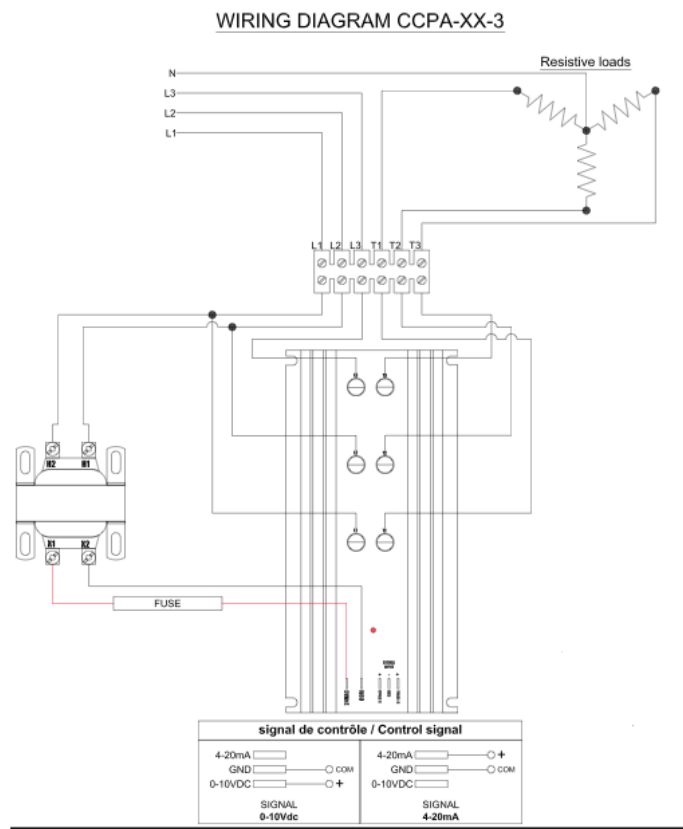 WIRING DIAGRAM CCPA-XX-3
Resistive loads
N
L3
L2
L1
L1 L2 L3 T1 T2 T3
H2 H1
X1 X2
FUSE
signal de contrôle / Control signal
4-20mA
GND COM
0-10VDC +
SIGNAL
0-10Vdc
4-20mA +
GND COM
0-10VDC
SIGNAL
4-20mA